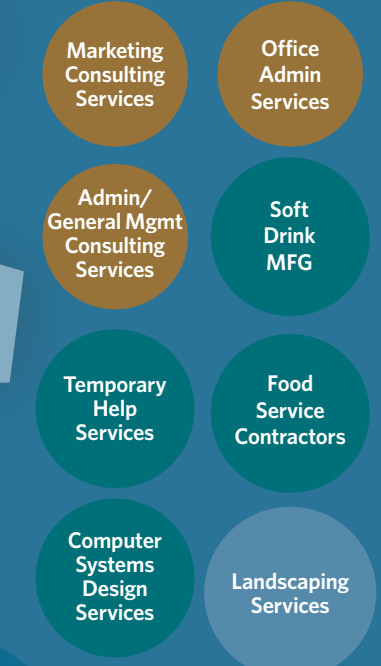 Marketing
Consulting
Services
Office
Admin
Services
Admin/
General Mgmt
Consulting
Services
Soft
Drink
MFG
Temporary
Help
Services
Food
Service
Contractors
Computer
Systems
Design
Services
Landscaping
Services